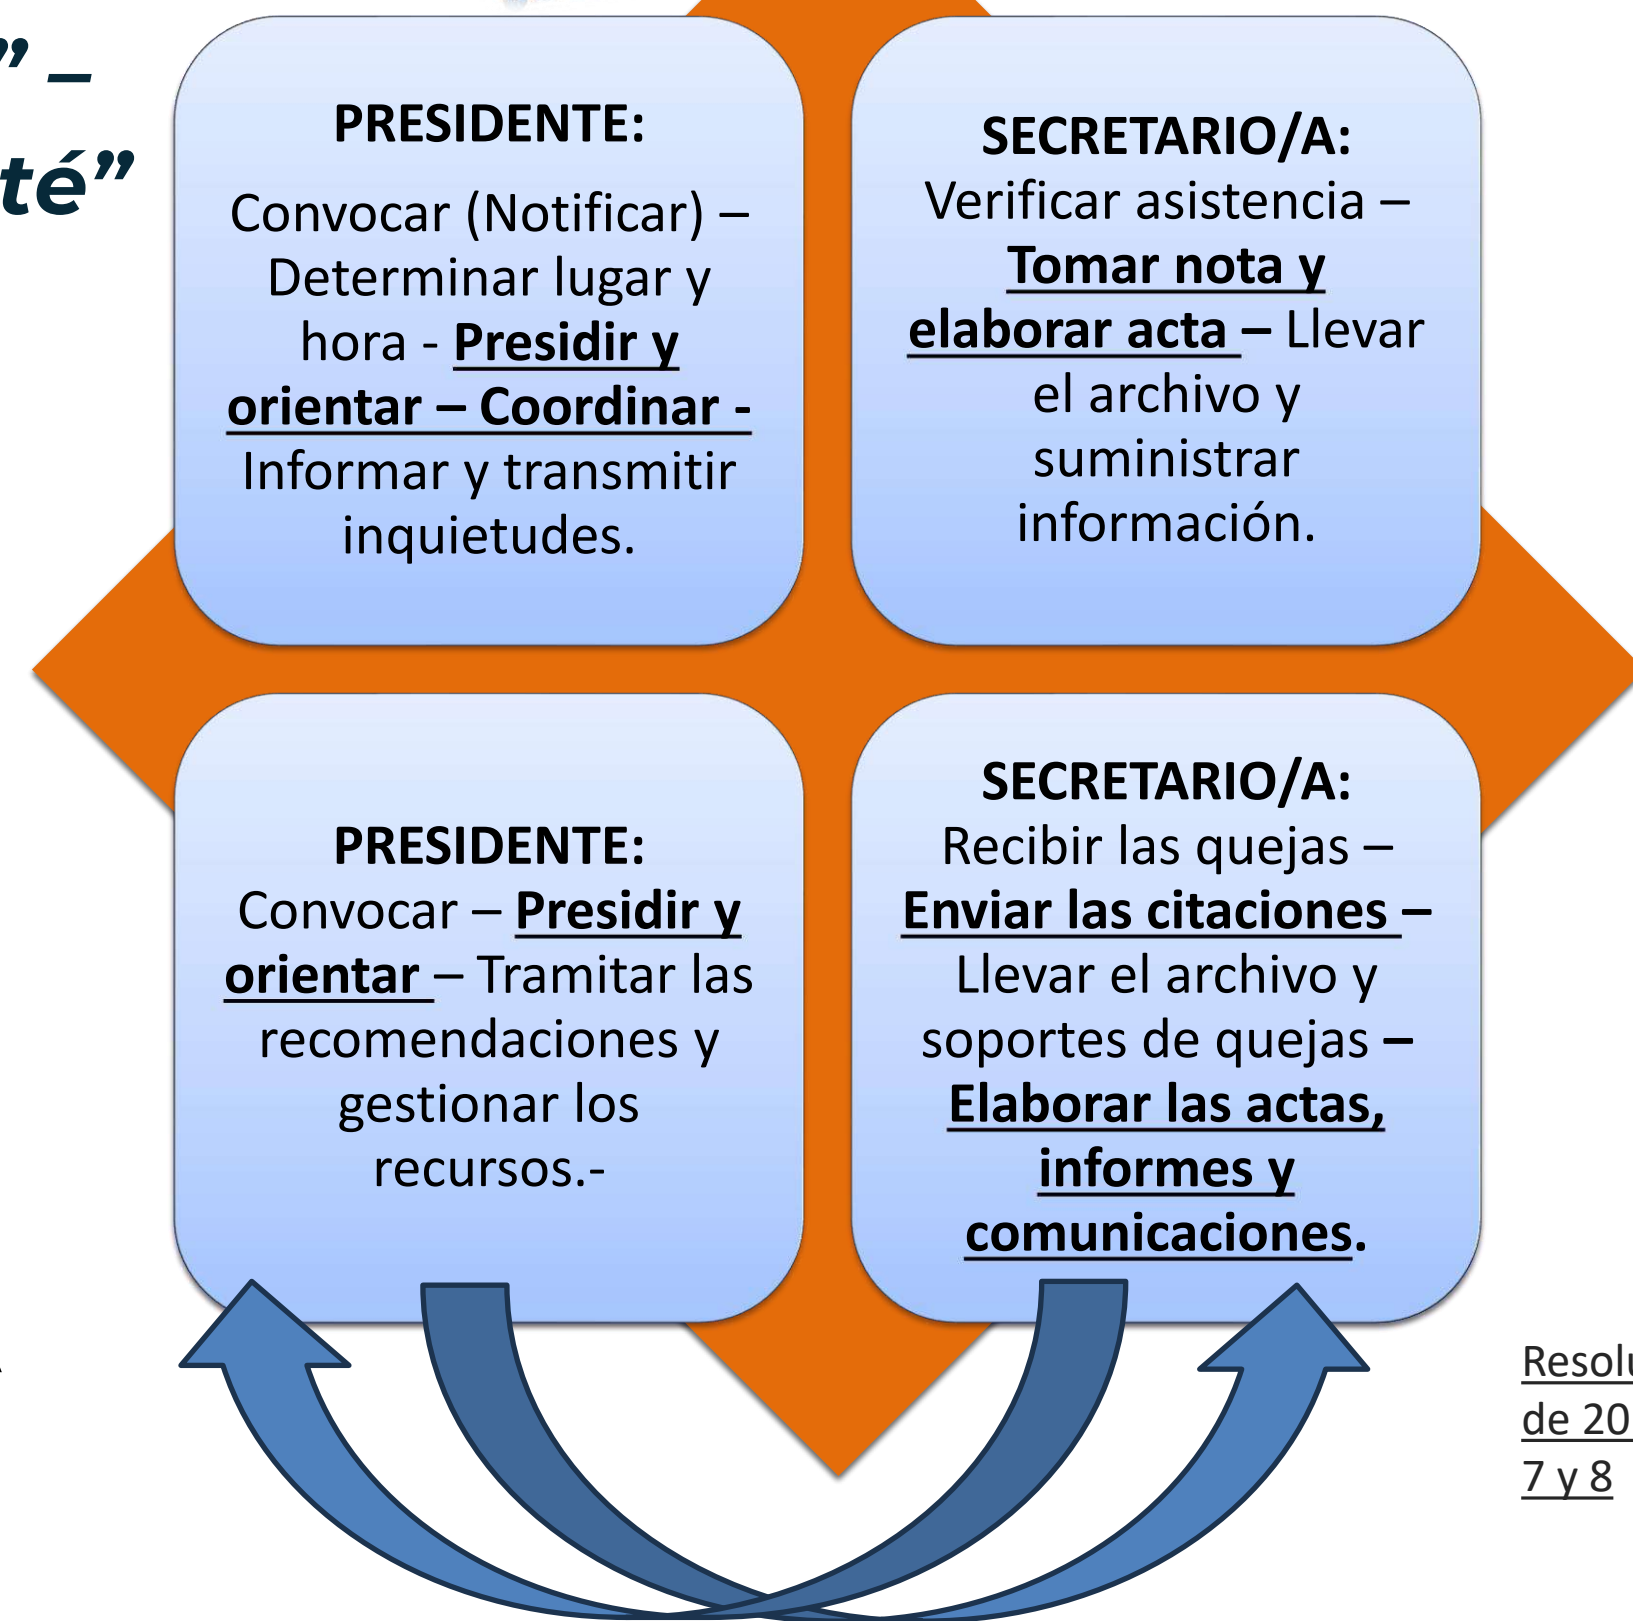 ” –
té”
PRESIDENTE:
Convocar (Notificar) –
Determinar lugar y
hora - Presidir y
orientar – Coordinar -
Informar y transmitir
inquietudes.
SECRETARIO/A:
Verificar asistencia –
Tomar nota y
elaborar acta – Llevar
el archivo y
suministrar
información.
PRESIDENTE:
Convocar – Presidir y
orientar – Tramitar las
recomendaciones y
gestionar los
recursos.-
SECRETARIO/A:
Recibir las quejas –
Enviar las citaciones –
Llevar el archivo y
soportes de quejas –
Elaborar las actas,
informes y
comunicaciones.
de 20
7 y 8